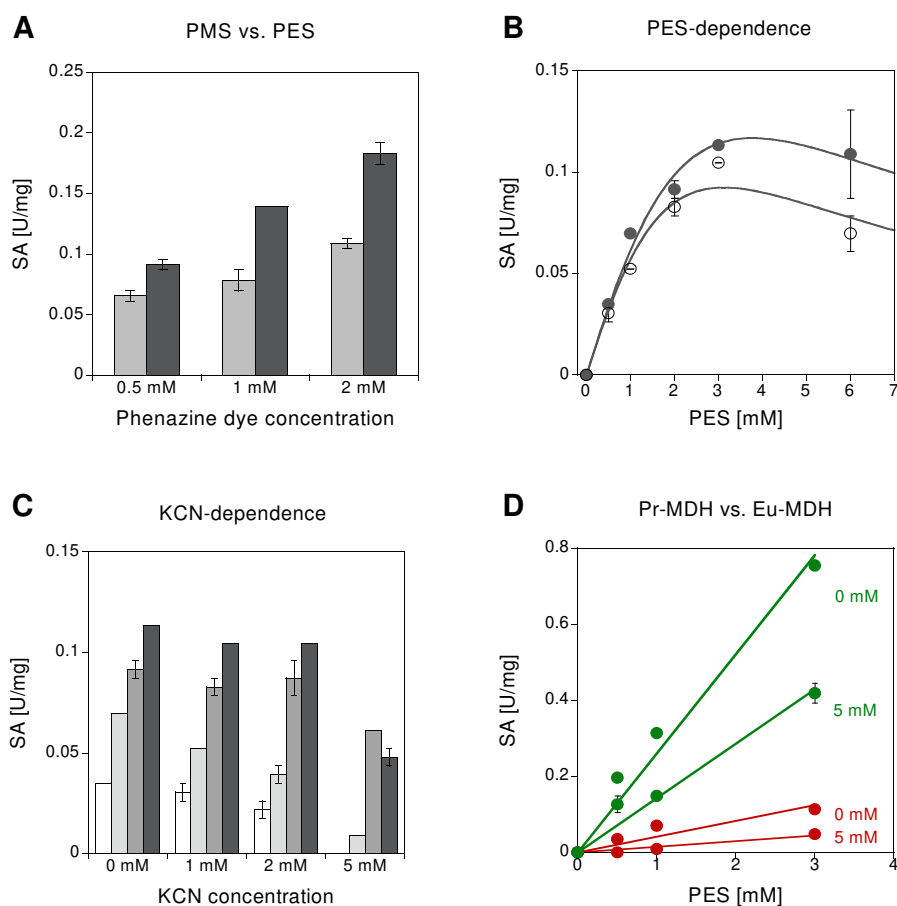 A
PMS vs. PES
0.25
0.2
0.15
0.1
0.05
0
SA [U/mg]
0.5 mM 1 mM 2 mM
Phenazine dye concentration
B
PES-dependence
0.15
0.1
0.05
0
SA [U/mg]
0 1 2 3 4 5 6 7
PES [mM]
C
KCN-dependence
0.15
0.1
0.05
0
SA [U/mg]
0 mM 1 mM 2 mM 5 mM
KCN concentration
D
Pr-MDH vs. Eu-MDH
0.8
0.6
0.4
0.2
0
SA [U/mg]
0 mM
5 mM
0 mM
5 mM
0 1 2 3 4
PES [mM]